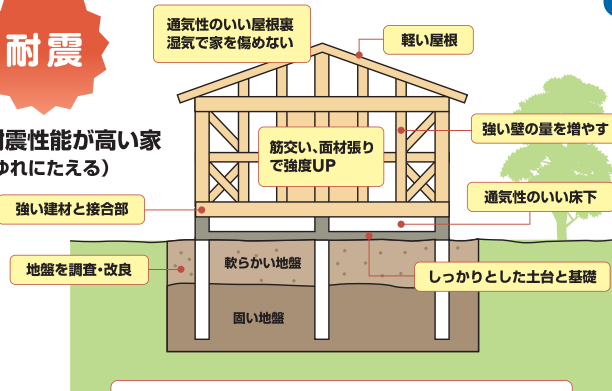 耐震
震性能が高い家
ゆれにたえる）
通気性のいい屋根裏
湿気で家を傷めない
軽い屋根
強い壁の量を増やす
筋交い、面材張り
で強度UP
通気性のいい床下
強い建材と接合部
地盤を調査・改良
軟らかい地盤
しっかりとした土台と基礎
固い地盤